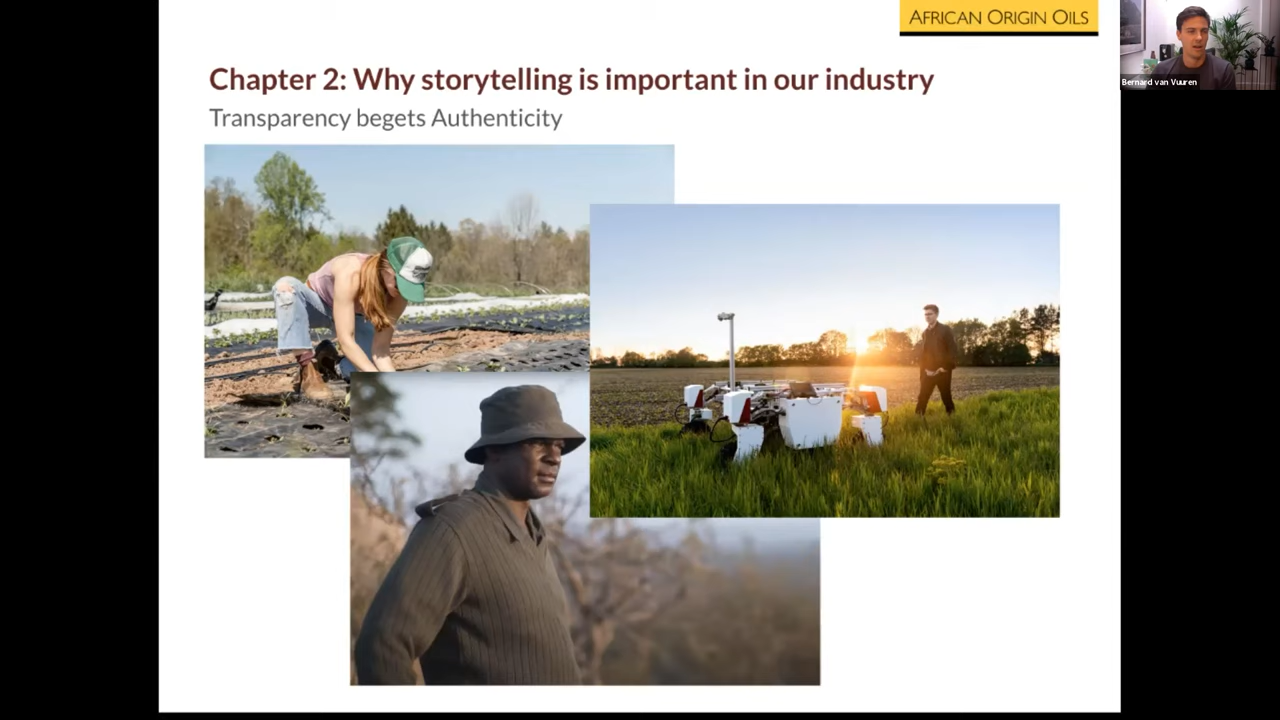 AFRICAN ORIGIN OILS
Bernard van Vuuren
Chapter 2: Why storytelling is important in our industry
Transparency begets Authenticity